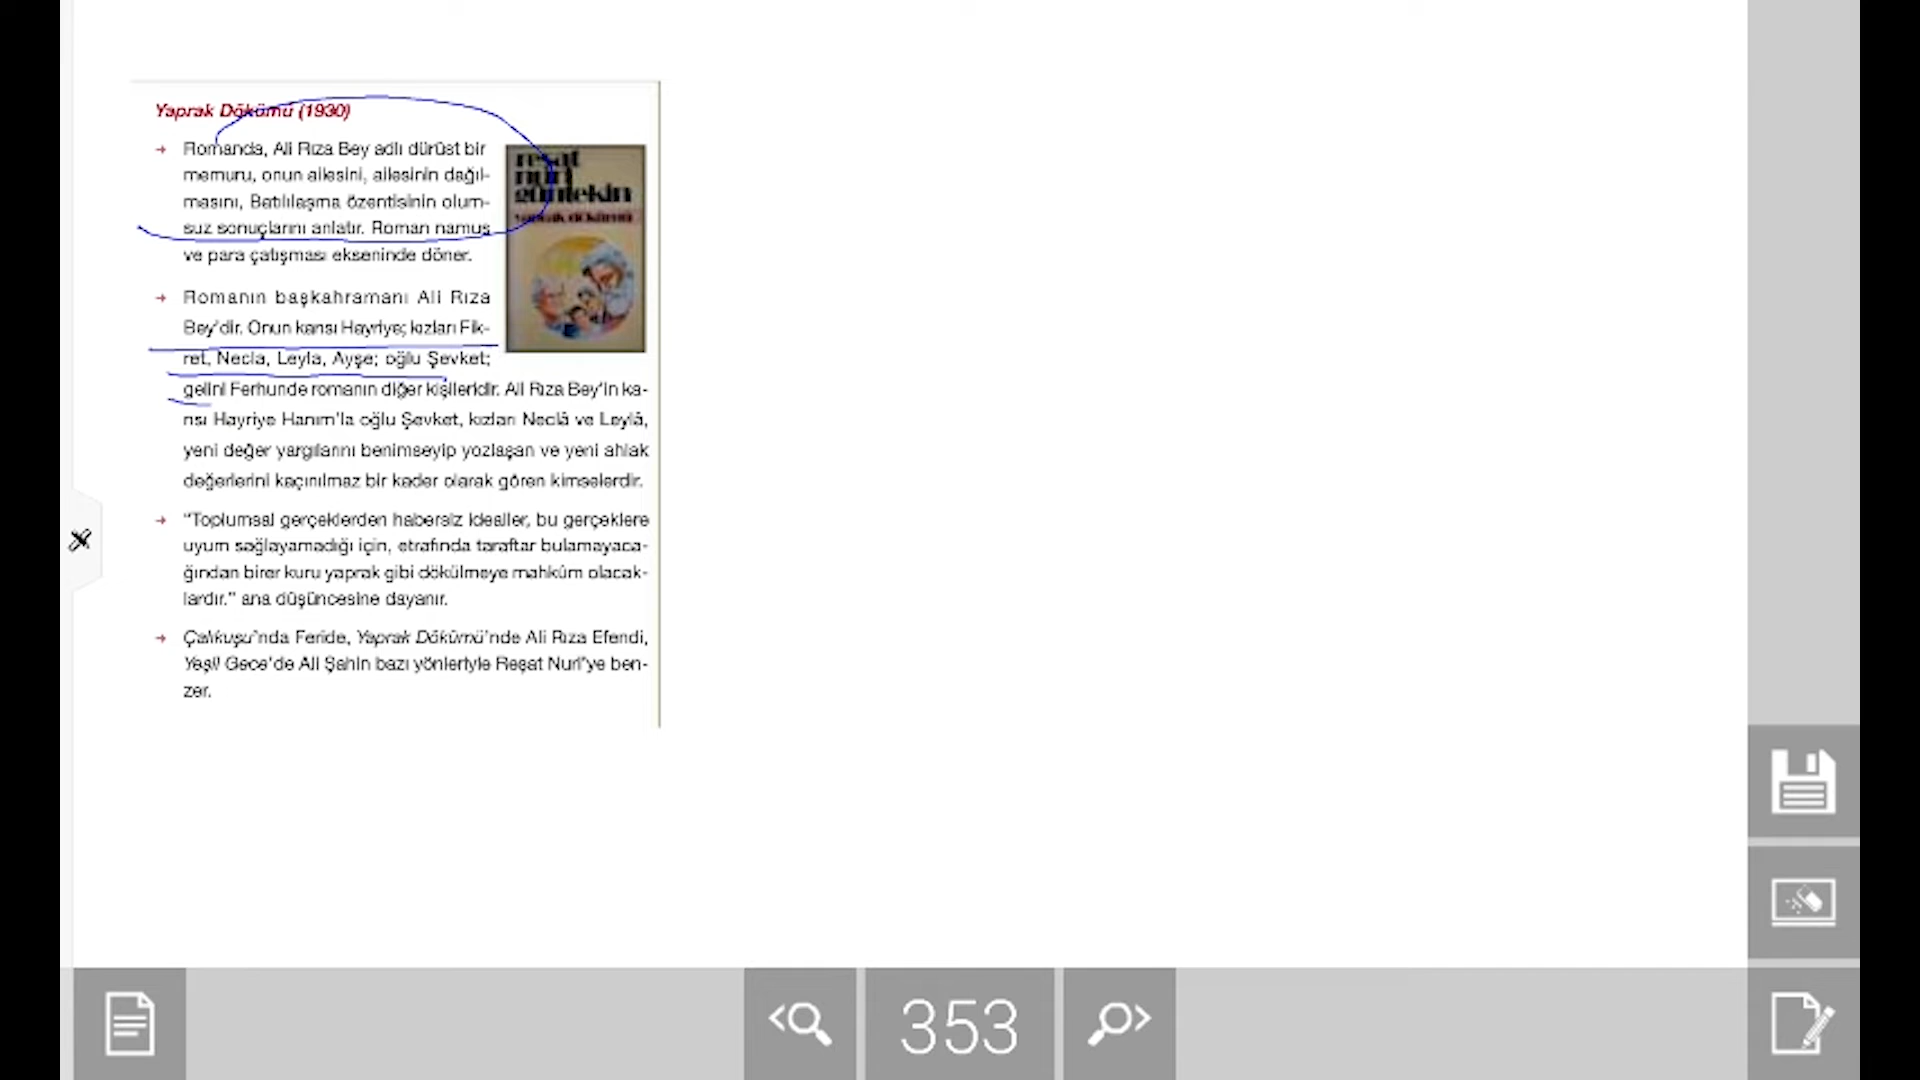 Yaprak Dökümü (1930)
→ Romanda, Ali Rıza Bey adlı dürüst bir
memuru, onun ailesini, ailesinin dağıl-
masını, Batılılaşma özentisinin olum-
suz sonuçlarını anlatır. Roman namus
ve para çatışması ekseninde döner.
→ Romanın başkahramanı Ali Rıza
Bey'dir. Onun karısı Hayriye; kızları Fik-
ret, Necla, Leyla, Ayşe; oğlu Şevket;
gelini Ferhunde romanın diğer kişileridir. Ali Rıza Bey'in ka-
rısı Hayriye Hanım'la oğlu Şevket, kızları Neclâ ve Leylâ,
yeni değer yargılarını benimseyip yozlaşan ve yeni ahlak
değerlerini kaçınılmaz bir kader olarak gören kimselerdir.
→ "Toplumsal gerçeklerden habersiz idealler, bu gerçeklere
uyum sağlayamadığı için, etrafında taraftar bulamayaca-
ğından birer kuru yaprak gibi dökülmeye mahkûm olacak-
lardır." ana düşüncesine dayanır.
→ Çalıkuşu'nda Feride, Yaprak Dökümü'nde Ali Rıza Efendi,
Yeşil Gece'de Ali Şahin bazı yönleriyle Reşat Nuri'ye ben-
zer.
reşat
nuri
güntekin
yaprak dökümü
353